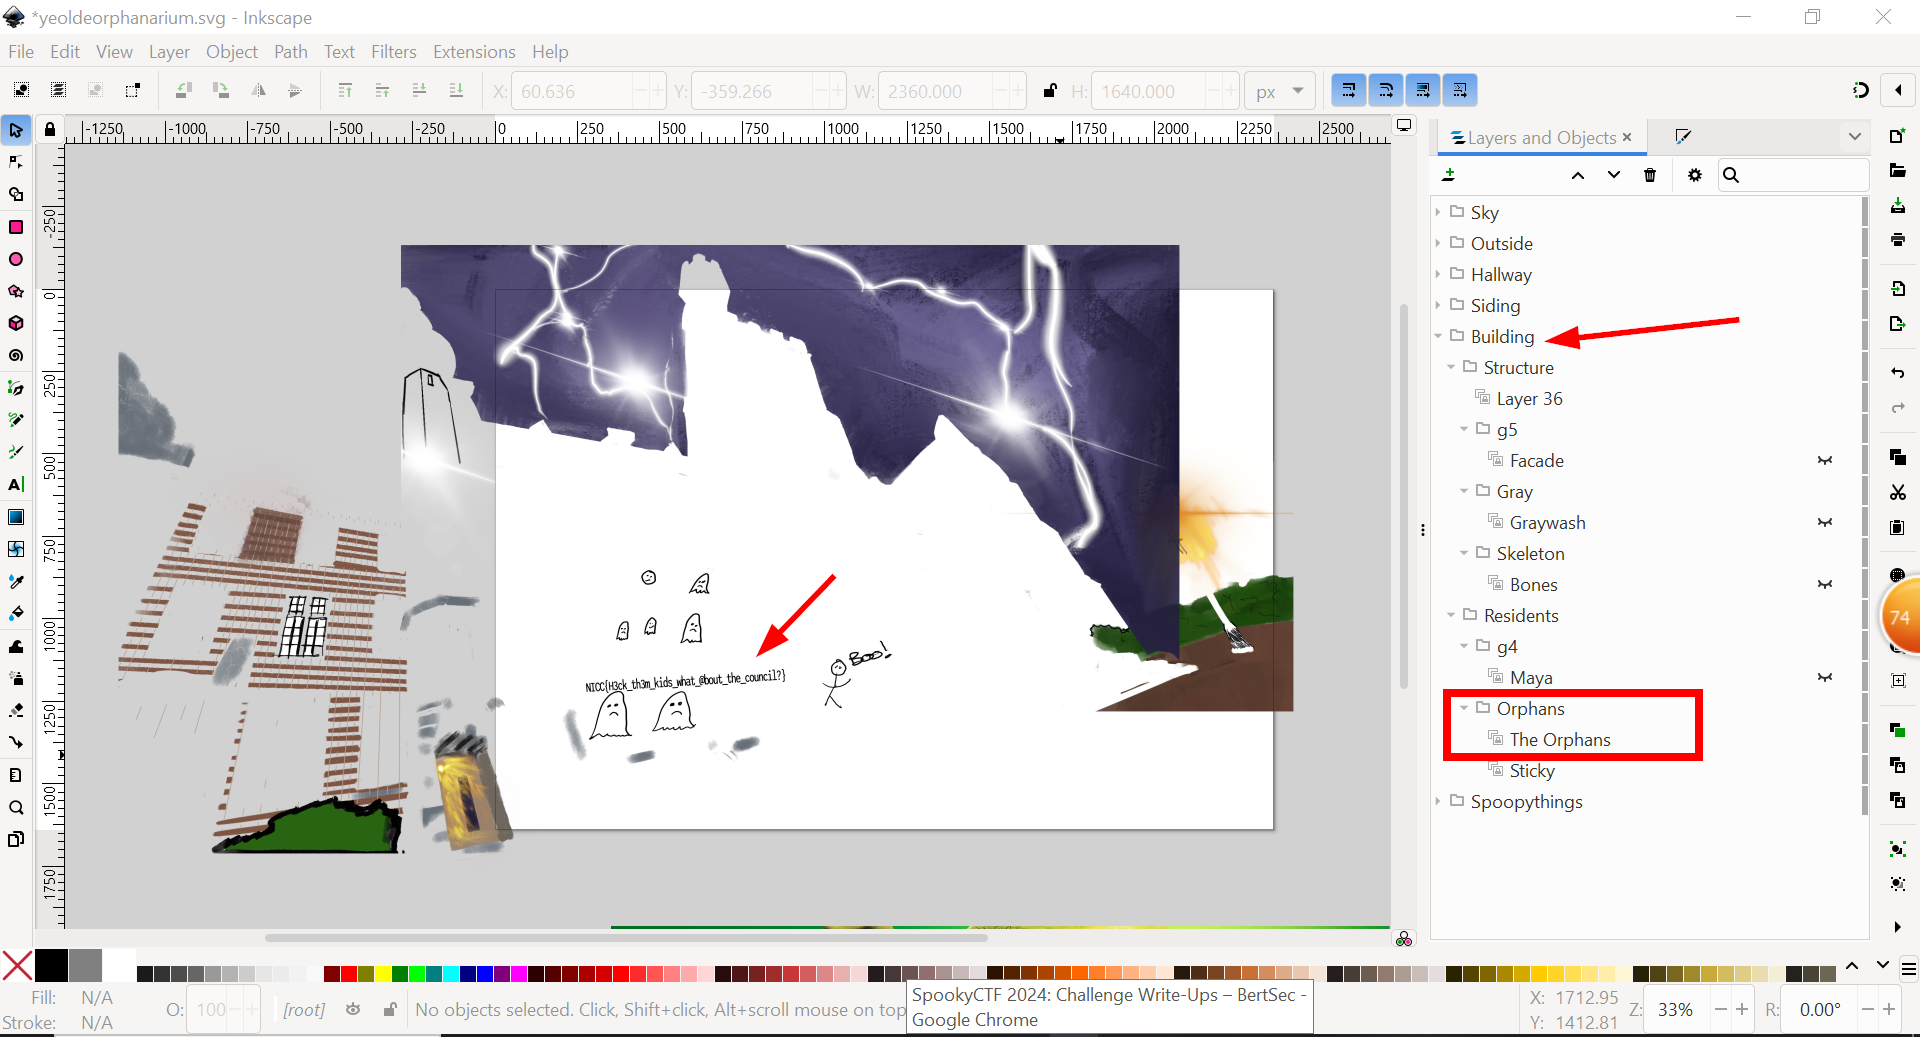 *yeoldeorphanarium.svg - Inkscape
File Edit View Layer Object Path Text Filters Extensions Help
X: 60.636 Y: -359.266 W: 2360.000 H: 1640.000 px
-1250 -1000 -750 -500 -250 0 250 500 750 1000 1250 1500 1750 2000 2250 2500
-250
0
250
500
750
1000
1250
1500
1750
Layers and Objects
Sky
Outside
Hallway
Siding
Building
Structure
Layer 36
g5
Facade
Gray
Graywash
Skeleton
Bones
Residents
g4
Maya
Orphans
The Orphans
Sticky
Spoopythings
74
Boo!
NICC{H3ck_th3m_kids_what_@bout_the_council?}
Fill: N/A
Stroke: N/A
O: 100
[root]
No objects selected. Click, Shift+click, Alt+scroll mouse on top
SpookyCTF 2024: Challenge Write-Ups – BertSec -
Google Chrome
X: 1712.95
Y: 1412.81
Z: 33%
R: 0.00°